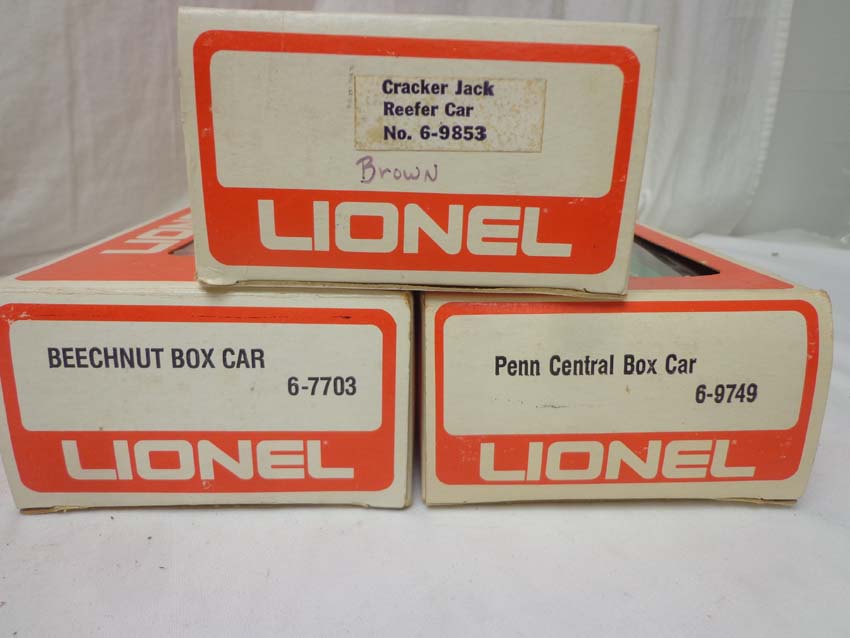 Cracker Jack
Reefer Car
No. 6-9853
Brown
LIONEL
LIONEL
BEECHNUT BOX CAR
6-7703
LIONEL
Penn Central Box Car
6-9749
LIONEL